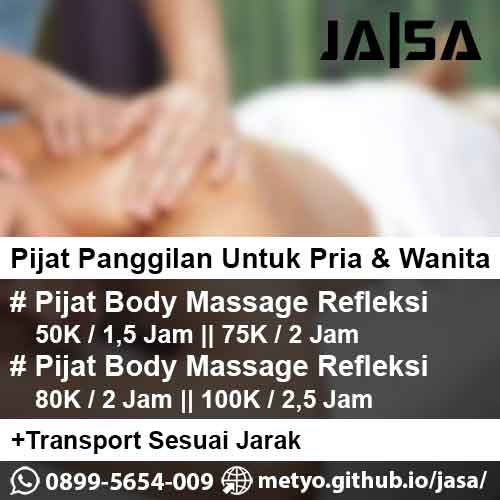 JA|SA
Pijat Panggilan Untuk Pria & Wanita
# Pijat Body Massage Refleksi
50K / 1,5 Jam || 75K / 2 Jam
# Pijat Body Massage Refleksi
80K / 2 Jam || 100K / 2,5 Jam
+Transport Sesuai Jarak
0899-5654-009 metyo.github.io/jasa/